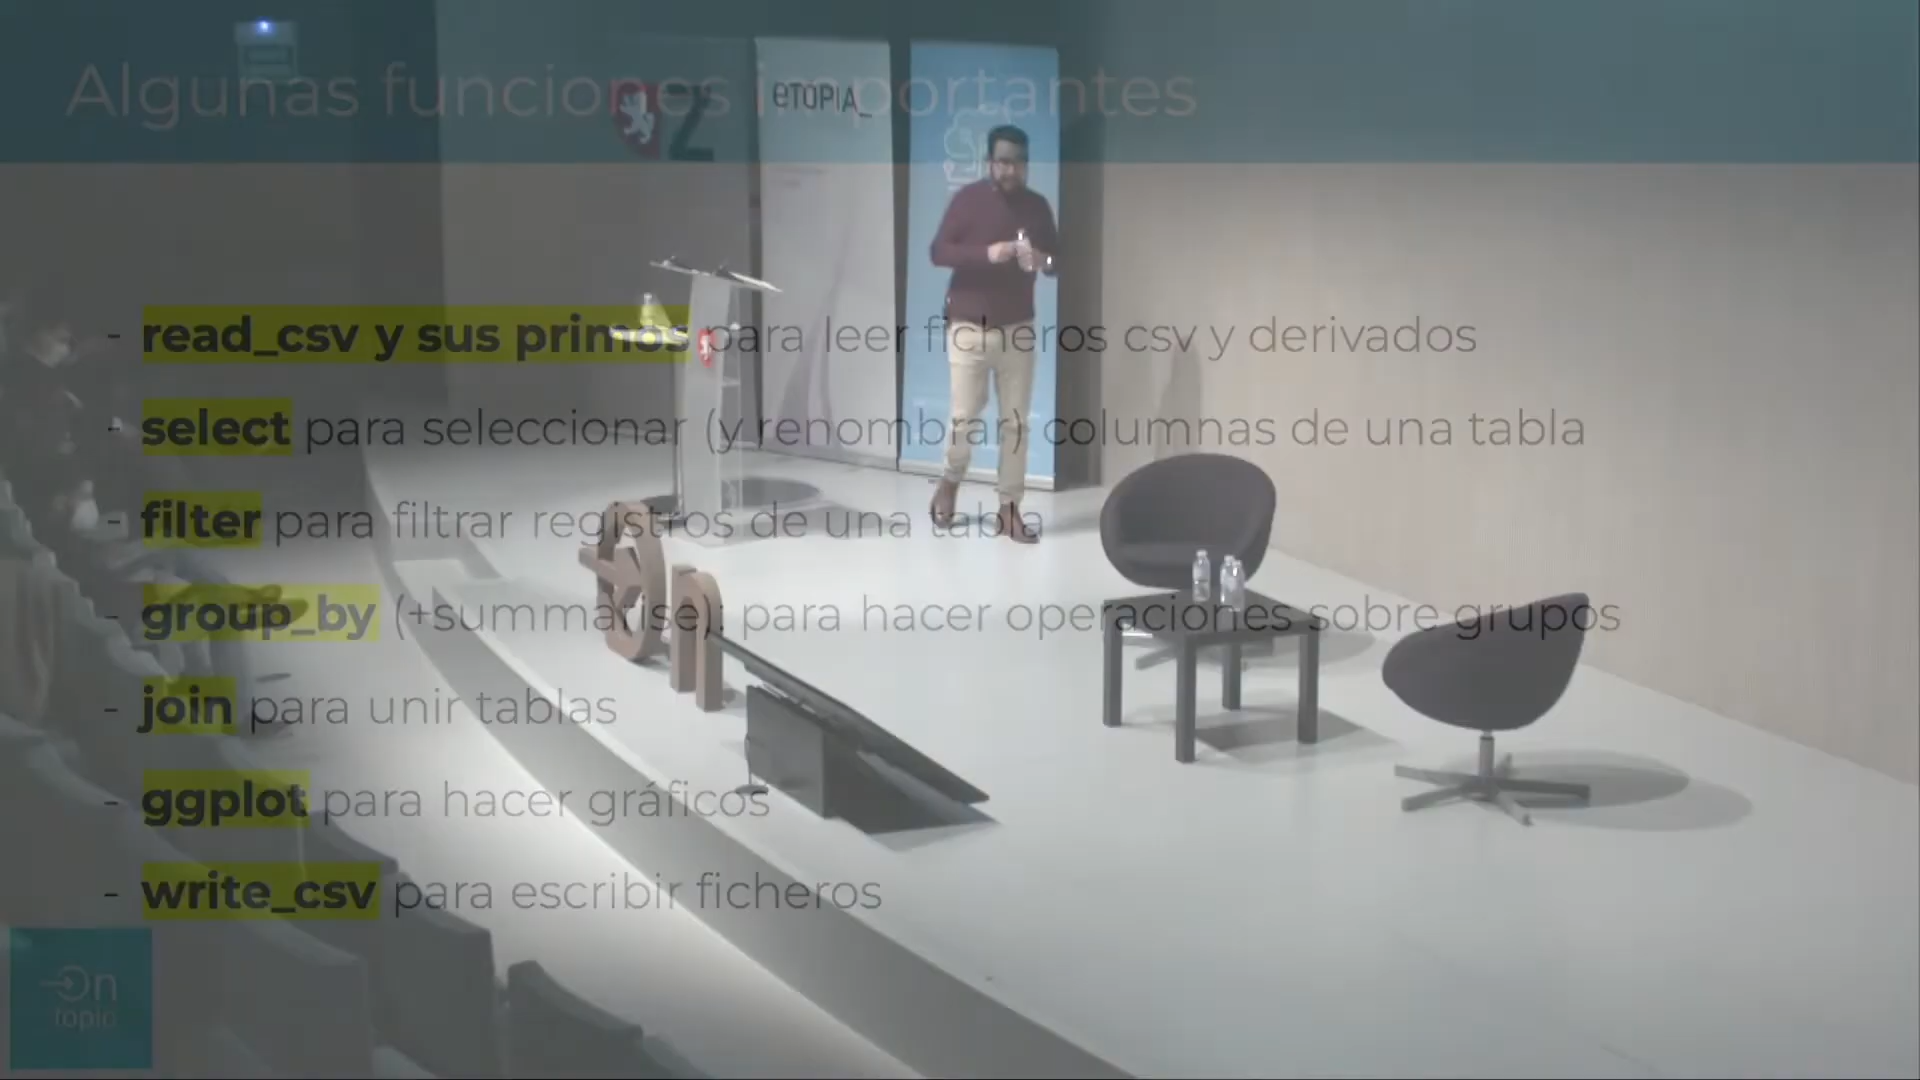 Algunas funciones importantes
eTOPIA_
Z
- read_csv y sus primos para leer ficheros csv y derivados
- select para seleccionar (y renombrar) columnas de una tabla
- filter para filtrar registros de una tabla
- group_by (+summarise): para hacer operaciones sobre grupos
- join para unir tablas
- ggplot para hacer gráficos
- write_csv para escribir ficheros
On
topic